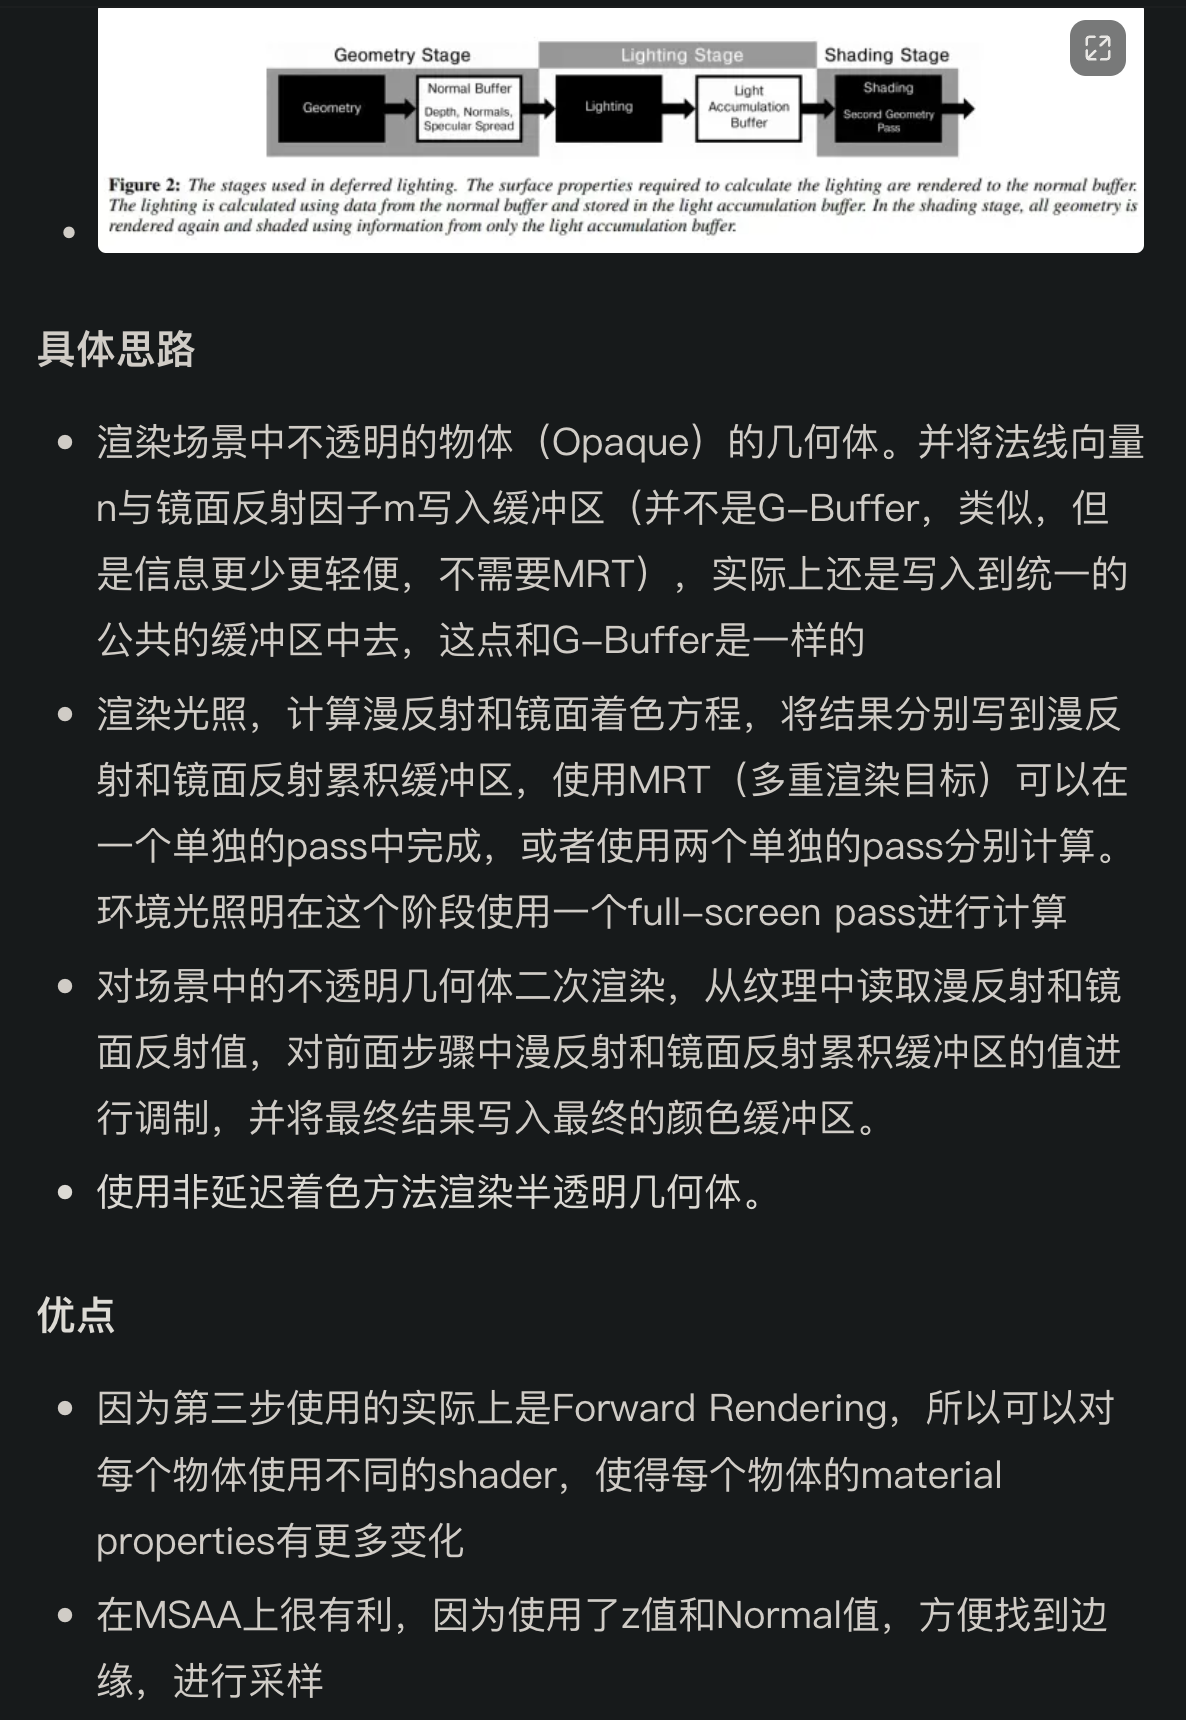 Geometry Stage
Lighting Stage
Shading Stage
Geometry
Normal Buffer
Depth, Normals,
Specular Spread
Lighting
Light
Accumulation
Buffer
Shading
Second Geometry
Pass
Figure 2: The stages used in deferred lighting. The surface properties required to calculate the lighting are rendered to the normal buffer.
The lighting is calculated using data from the normal buffer and stored in the light accumulation buffer. In the shading stage, all geometry is
rendered again and shaded using information from only the light accumulation buffer.
具体思路
渲染场景中不透明的物体（Opaque）的几何体。并将法线向量
n与镜面反射因子m写入缓冲区（并不是G-Buffer，类似，但
是信息更少更轻便，不需要MRT），实际上还是写入到统一的
公共的缓冲区中去，这点和G-Buffer是一样的
渲染光照，计算漫反射和镜面着色方程，将结果分别写到漫反
射和镜面反射累积缓冲区，使用MRT（多重渲染目标）可以在
一个单独的pass中完成，或者使用两个单独的pass分别计算。
环境光照明在这个阶段使用一个full-screen pass进行计算
对场景中的不透明几何体二次渲染，从纹理中读取漫反射和镜
面反射值，对前面步骤中漫反射和镜面反射累积缓冲区的值进
行调制，并将最终结果写入最终的颜色缓冲区。
使用非延迟着色方法渲染半透明几何体。
优点
因为第三步使用的实际上是Forward Rendering，所以可以对
每个物体使用不同的shader，使得每个物体的material
properties有更多变化
在MSAA上很有利，因为使用了z值和Normal值，方便找到边
缘，进行采样